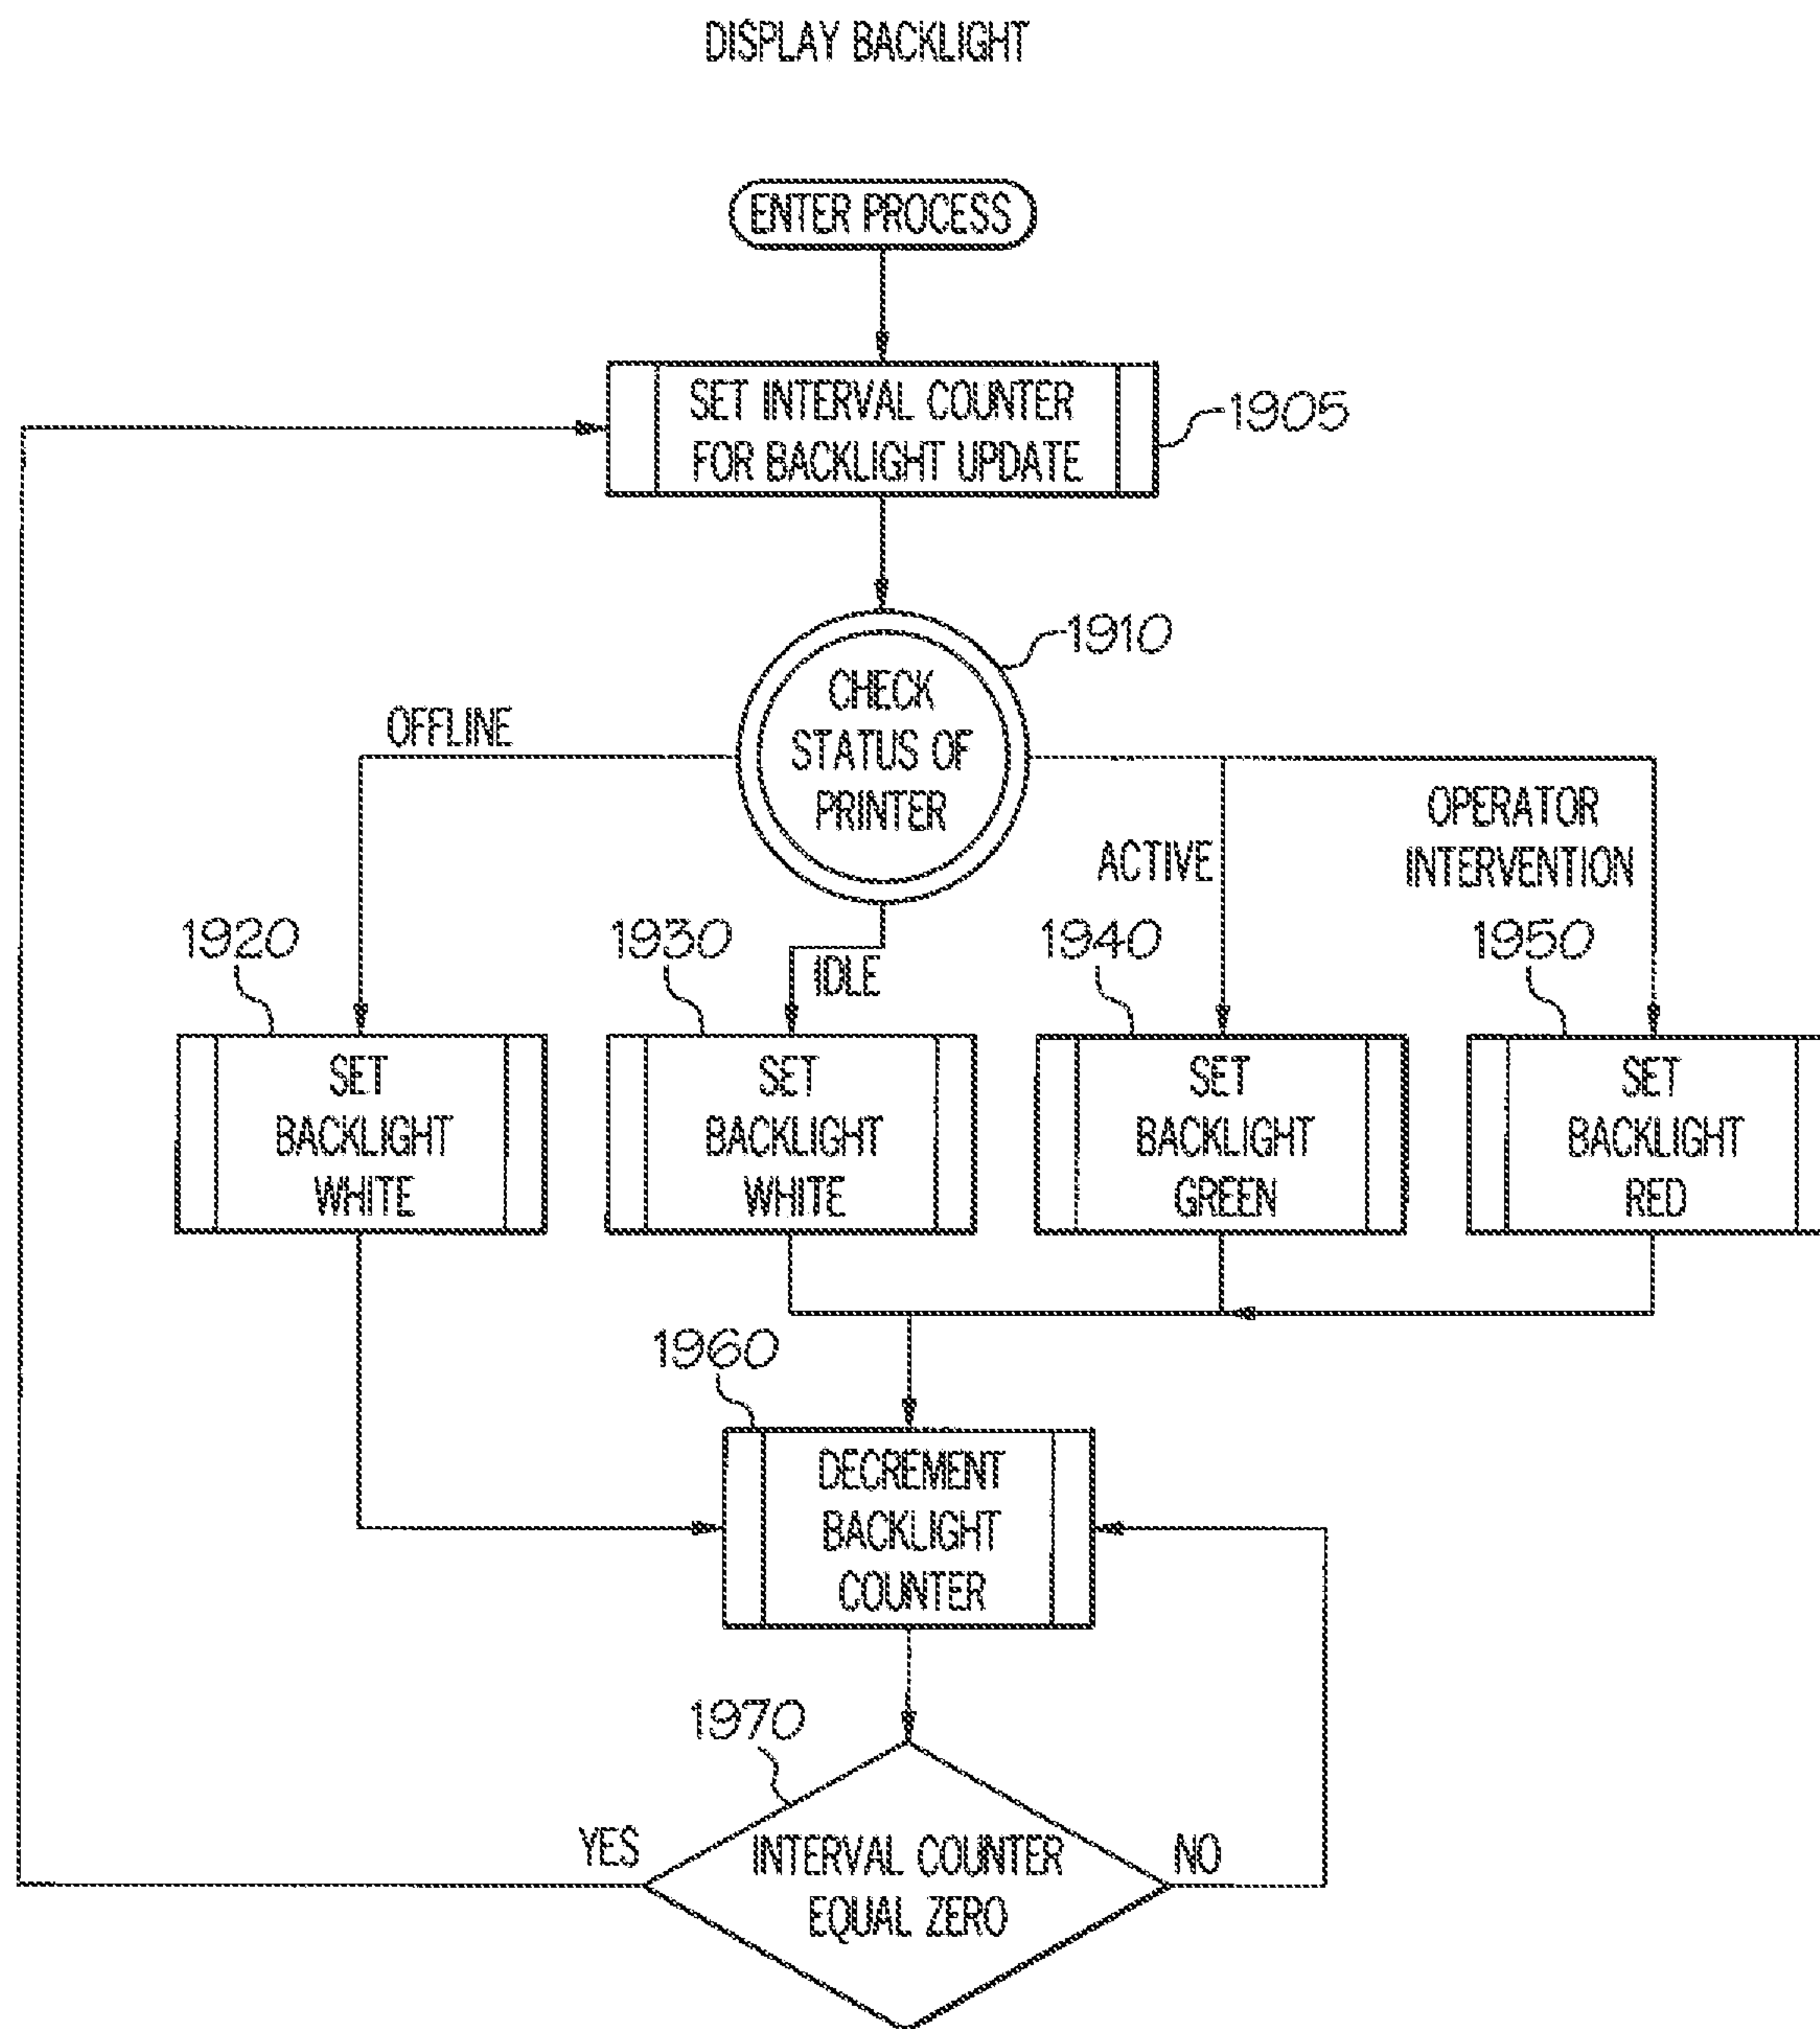 DISPLAY BACKLIGHT
ENTER PROCESS
SET INTERVAL COUNTER
FOR BACKLIGHT UPDATE
1905
1910
CHECK
STATUS OF
PRINTER
OFFLINE
IDLE
ACTIVE
OPERATOR
INTERVENTION
1920
SET
BACKLIGHT
WHITE
1930
SET
BACKLIGHT
WHITE
1940
SET
BACKLIGHT
GREEN
1950
SET
BACKLIGHT
RED
1960
DECREMENT
BACKLIGHT
COUNTER
1970
INTERVAL COUNTER
EQUAL ZERO
YES
NO